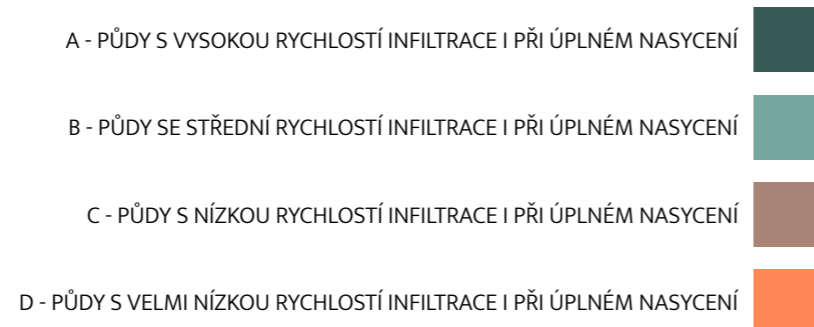 A - PŮDY S VYSOKOU RYCHLOSTÍ INFILTRACE I PŘI ÚPLNÉM NASYCENÍ
B - PŮDY SE STŘEDNÍ RYCHLOSTÍ INFILTRACE I PŘI ÚPLNÉM NASYCENÍ
C - PŮDY S NÍZKOU RYCHLOSTÍ INFILTRACE I PŘI ÚPLNÉM NASYCENÍ
D - PŮDY S VELMI NÍZKOU RYCHLOSTÍ INFILTRACE I PŘI ÚPLNÉM NASYCENÍ